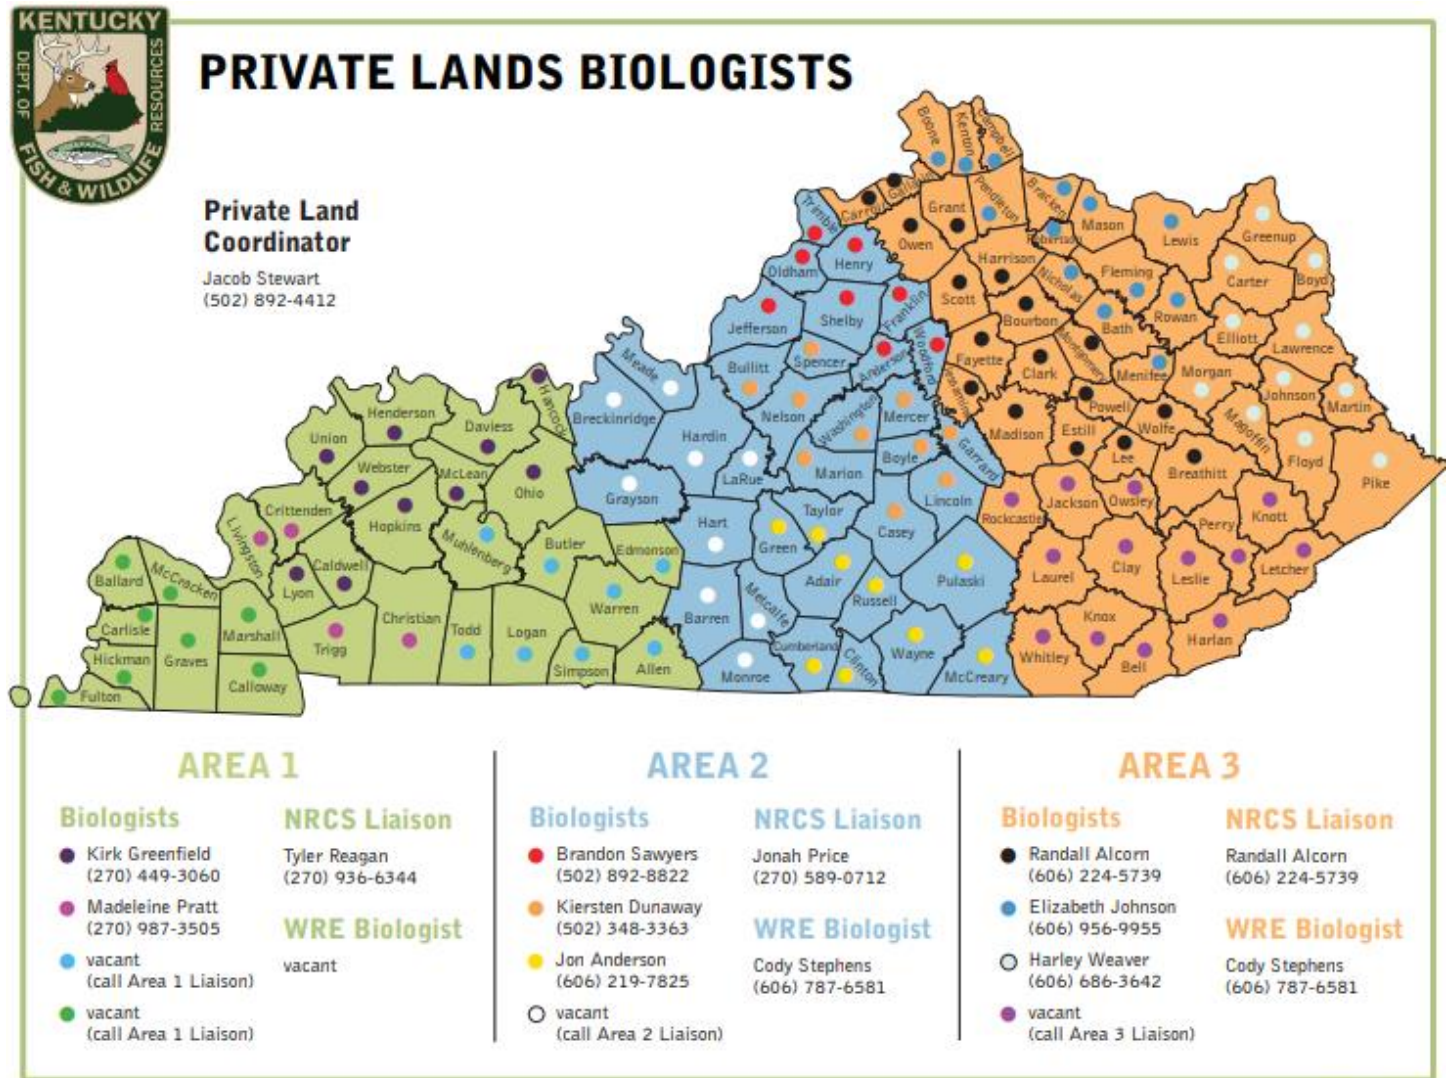 KENTUCKY
DEPT. OF
FISH & WILDLIFE
RESOURCES
PRIVATE LANDS BIOLOGISTS
Private Land
Coordinator
Jacob Stewart
(502) 892-4412
Boone
Kenton
Campbell
Gallatin
Carroll
Grant
Pendleton
Bracken
Mason
Robertson
Lewis
Greenup
Trimble
Owen
Harrison
Nicholas
Fleming
Carter
Boyd
Oldham
Henry
Scott
Bourbon
Bath
Rowan
Elliott
Lawrence
Jefferson
Shelby
Franklin
Woodford
Fayette
Clark
Montgomery
Menifee
Morgan
Johnson
Martin
Meade
Bullitt
Spencer
Anderson
Jessamine
Powell
Wolfe
Magoffin
Floyd
Pike
Hancock
Breckinridge
Hardin
Nelson
Washington
Mercer
Garrard
Madison
Estill
Lee
Breathitt
Henderson
Daviess
Union
Webster
McLean
Ohio
Grayson
LaRue
Marion
Boyle
Lincoln
Rockcastle
Jackson
Owsley
Perry
Knott
Crittenden
Livingston
Hopkins
Muhlenberg
Butler
Edmonson
Hart
Green
Taylor
Casey
Pulaski
Laurel
Clay
Leslie
Letcher
Ballard
McCracken
Lyon
Caldwell
Christian
Todd
Logan
Warren
Barren
Metcalfe
Adair
Russell
Knox
Harlan
Carlisle
Graves
Marshall
Trigg
Simpson
Allen
Monroe
Cumberland
Clinton
Wayne
McCreary
Whitley
Bell
Hickman
Fulton
Calloway
AREA 1
Biologists
Kirk Greenfield
(270) 449-3060
Madeleine Pratt
(270) 987-3505
vacant
(call Area 1 Liaison)
vacant
(call Area 1 Liaison)
NRCS Liaison
Tyler Reagan
(270) 936-6344
WRE Biologist
vacant
AREA 2
Biologists
Brandon Sawyers
(502) 892-8822
Kiersten Dunaway
(502) 348-3363
Jon Anderson
(606) 219-7825
vacant
(call Area 2 Liaison)
NRCS Liaison
Jonah Price
(270) 589-0712
WRE Biologist
Cody Stephens
(606) 787-6581
AREA 3
Biologists
Randall Alcorn
(606) 224-5739
Elizabeth Johnson
(606) 956-9955
Harley Weaver
(606) 686-3642
vacant
(call Area 3 Liaison)
NRCS Liaison
Randall Alcorn
(606) 224-5739
WRE Biologist
Cody Stephens
(606) 787-6581